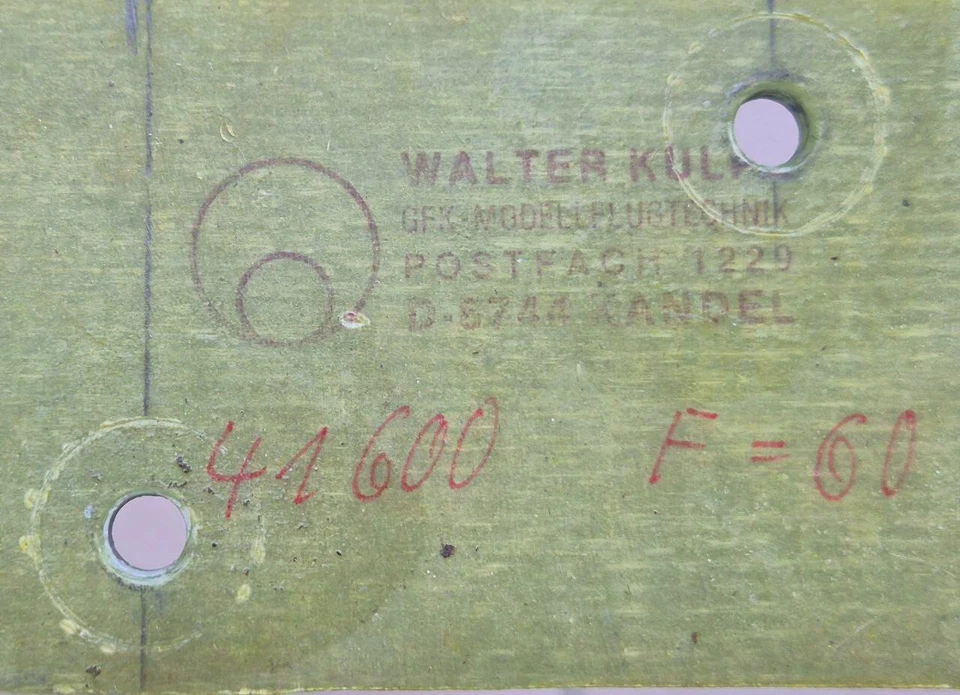 WALTER
GFK-MODELLFLUGTECHNIK
POSTFACH 1229
D-6744 KANDEL
41600 F = 60